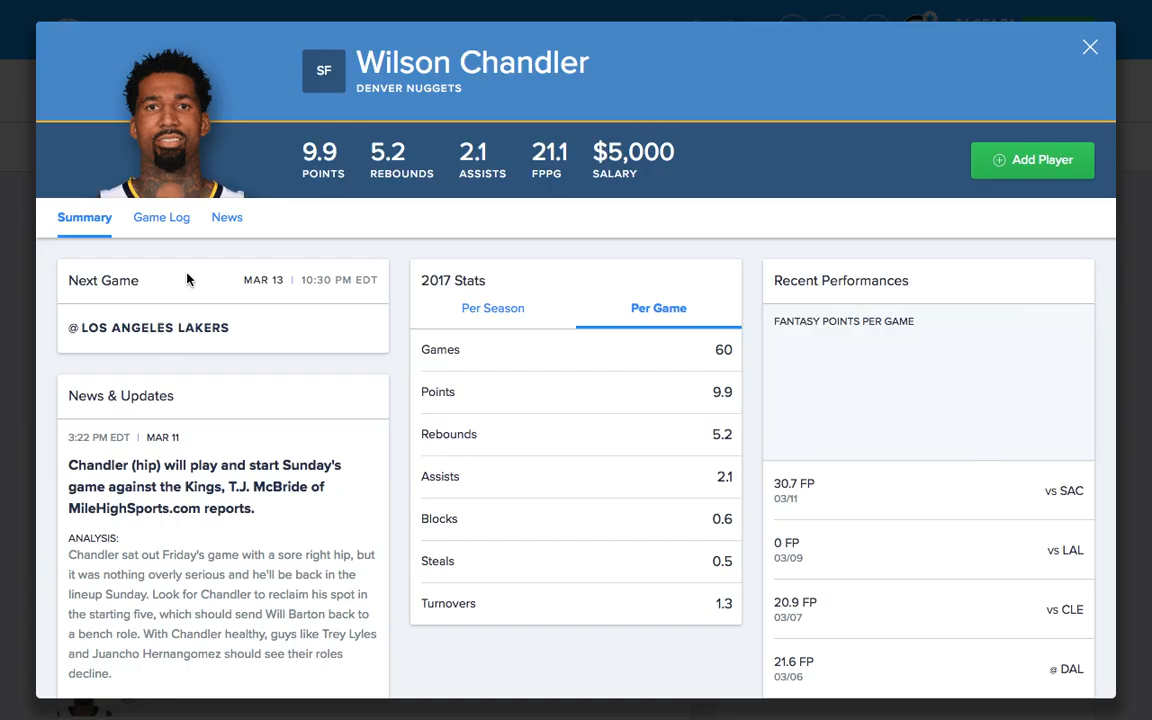 SF
Wilson Chandler
DENVER NUGGETS
9.9 5.2 2.1 21.1 $5,000
POINTS REBOUNDS ASSISTS FPPG SALARY
Add Player
Summary Game Log News
Next Game MAR 13 | 10:30 PM EDT
@ LOS ANGELES LAKERS
News & Updates
3:22 PM EDT | MAR 11
Chandler (hip) will play and start Sunday's
game against the Kings, T.J. McBride of
MileHighSports.com reports.
ANALYSIS:
Chandler sat out Friday's game with a sore right hip, but
it was nothing overly serious and he'll be back in the
lineup Sunday. Look for Chandler to reclaim his spot in
the starting five, which should send Will Barton back to
a bench role. With Chandler healthy, guys like Trey Lyles
and Juancho Hernangomez should see their roles
decline.
2017 Stats
Per Season Per Game
Games 60
Points 9.9
Rebounds 5.2
Assists 2.1
Blocks 0.6
Steals 0.5
Turnovers 1.3
Recent Performances
FANTASY POINTS PER GAME
30.7 FP
03/11
vs SAC
0 FP
03/09
vs LAL
20.9 FP
03/07
vs CLE
21.6 FP
03/06
@ DAL